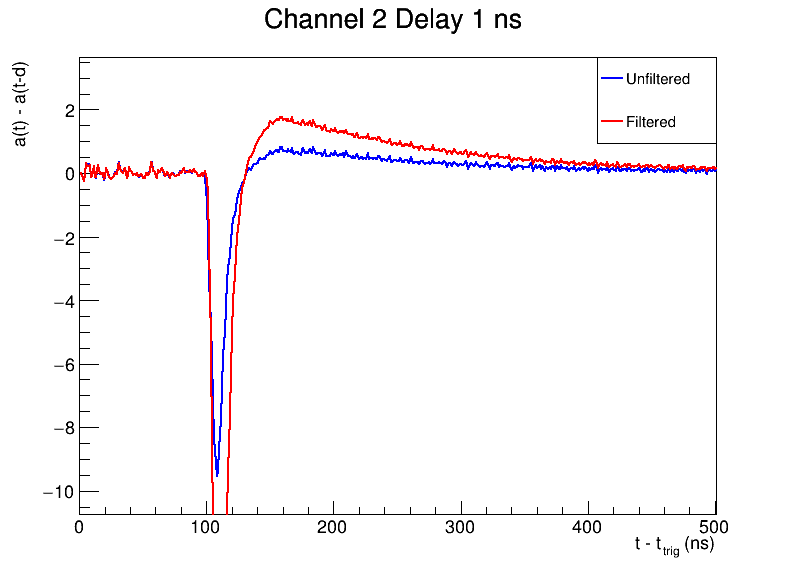 Channel 2 Delay 1 ns
a(t) - a(t-d)
Unfiltered
Filtered
2
0
−2
−4
−6
−8
−10
0 100 200 300 400 500
t - t_trig (ns)